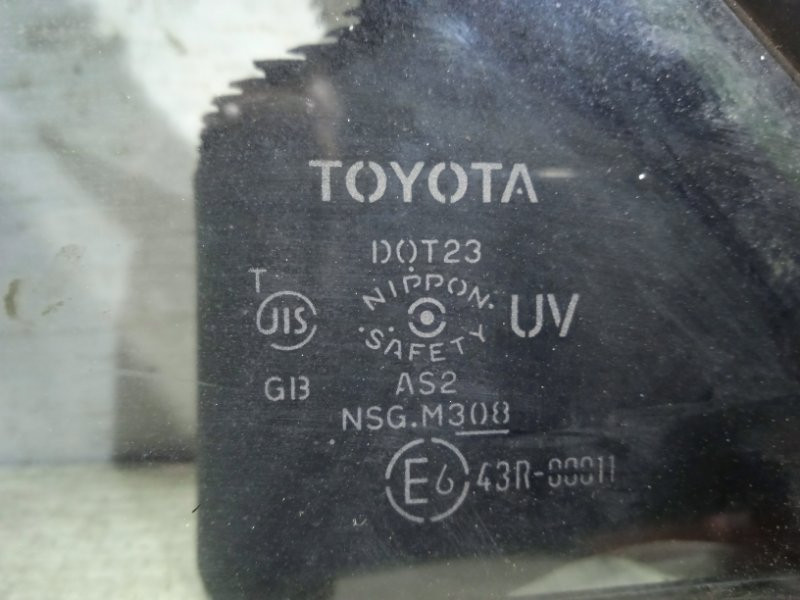 TOYOTA
DOT23
T
JIS
NIPPON
SAFETY
UV
GB
AS2
NSG.M308
E6 43R-00011